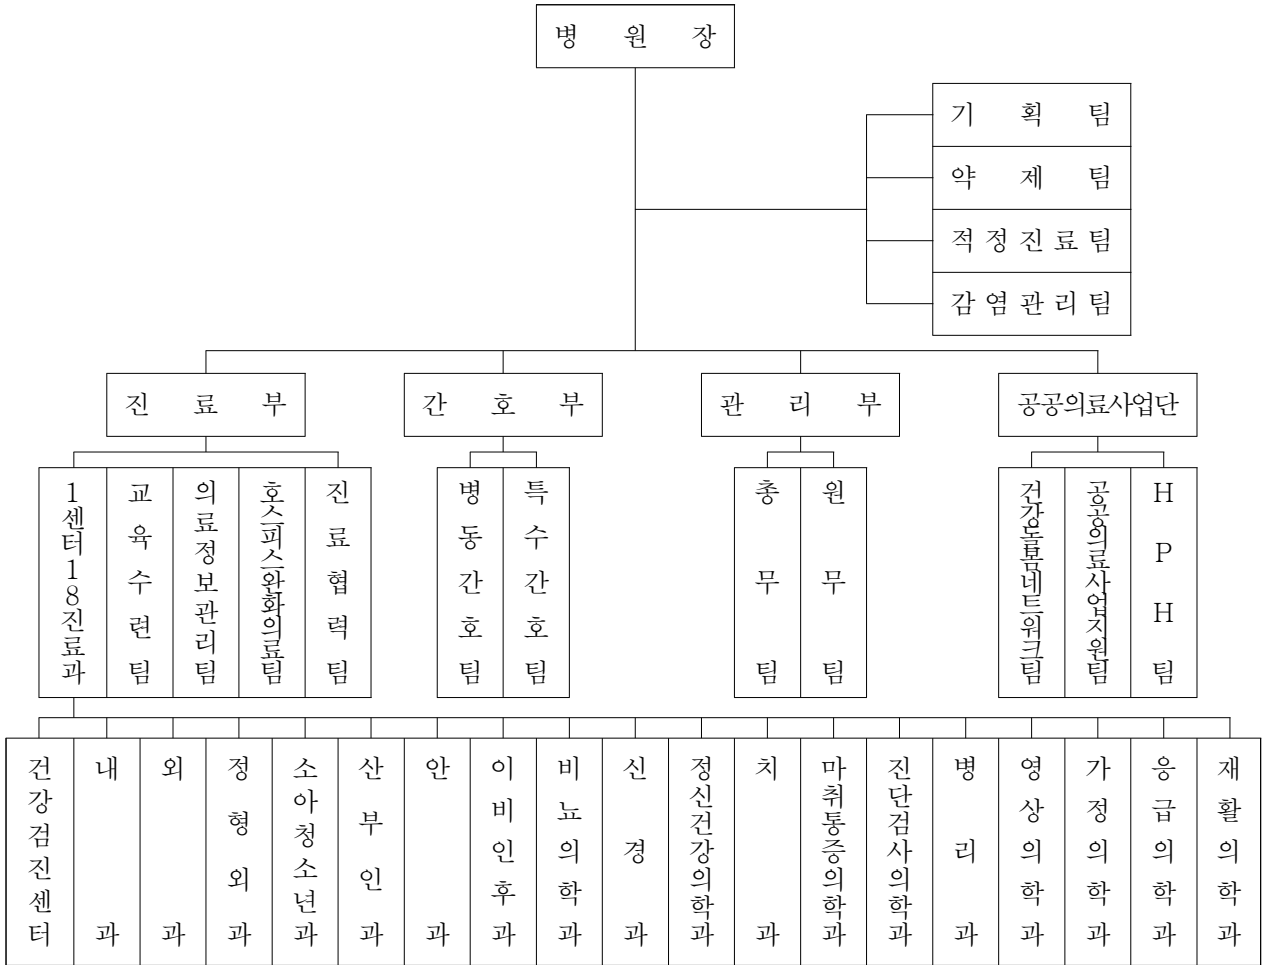 병 원 장
기 획 팀
약 제 팀
적정진료팀
감염관리팀
진 료 부
간 호 부
관 리 부
공공의료사업단
1센터18진료과
교육수련팀
의료정보관리팀
호스피스완화의료팀
진료협력팀
병동간호팀
특수간호팀
총무팀
원무팀
건강돌봄네트워크팀
공공의료사업지원팀
HPH팀
건강검진센터
내과
외과
정형외과
소아청소년과
산부인과
안과
이비인후과
비뇨의학과
신경과
정신건강의학과
치과
마취통증의학과
진단검사의학과
병리과
영상의학과
가정의학과
응급의학과
재활의학과